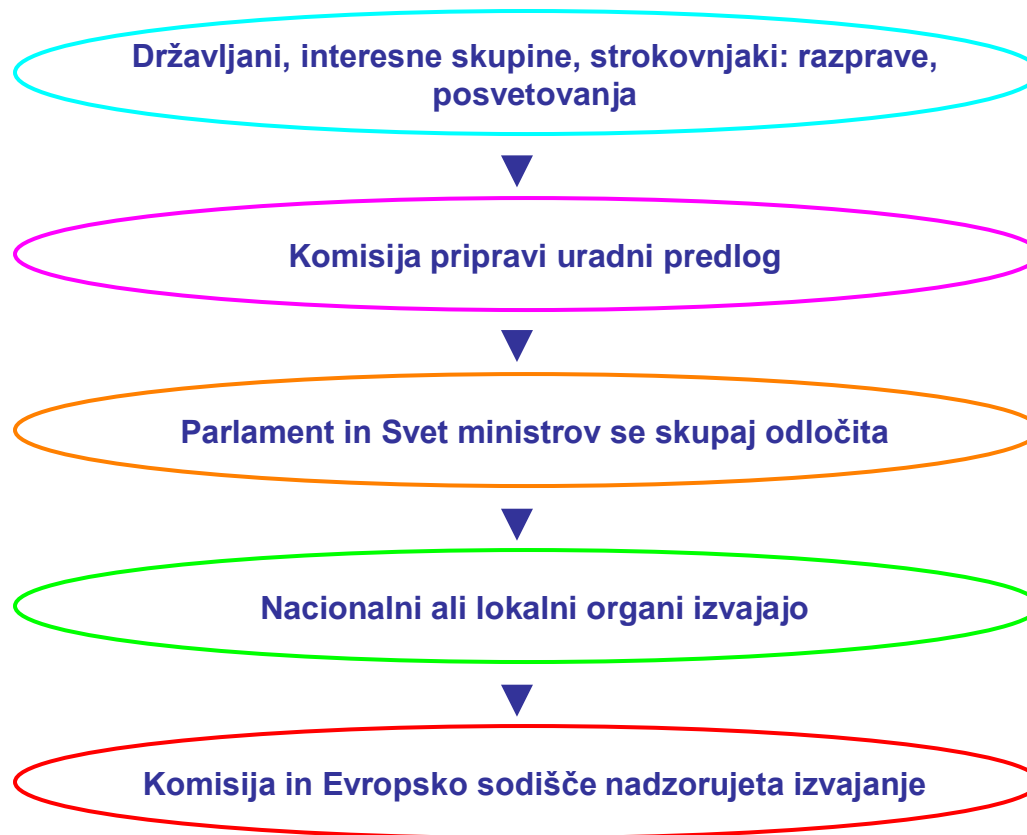 Državljani, interesne skupine, strokovnjaki: razprave,
posvetovanja
Komisija pripravi uradni predlog
Parlament in Svet ministrov se skupaj odločita
Nacionalni ali lokalni organi izvajajo
Komisija in Evropsko sodišče nadzorujeta izvajanje